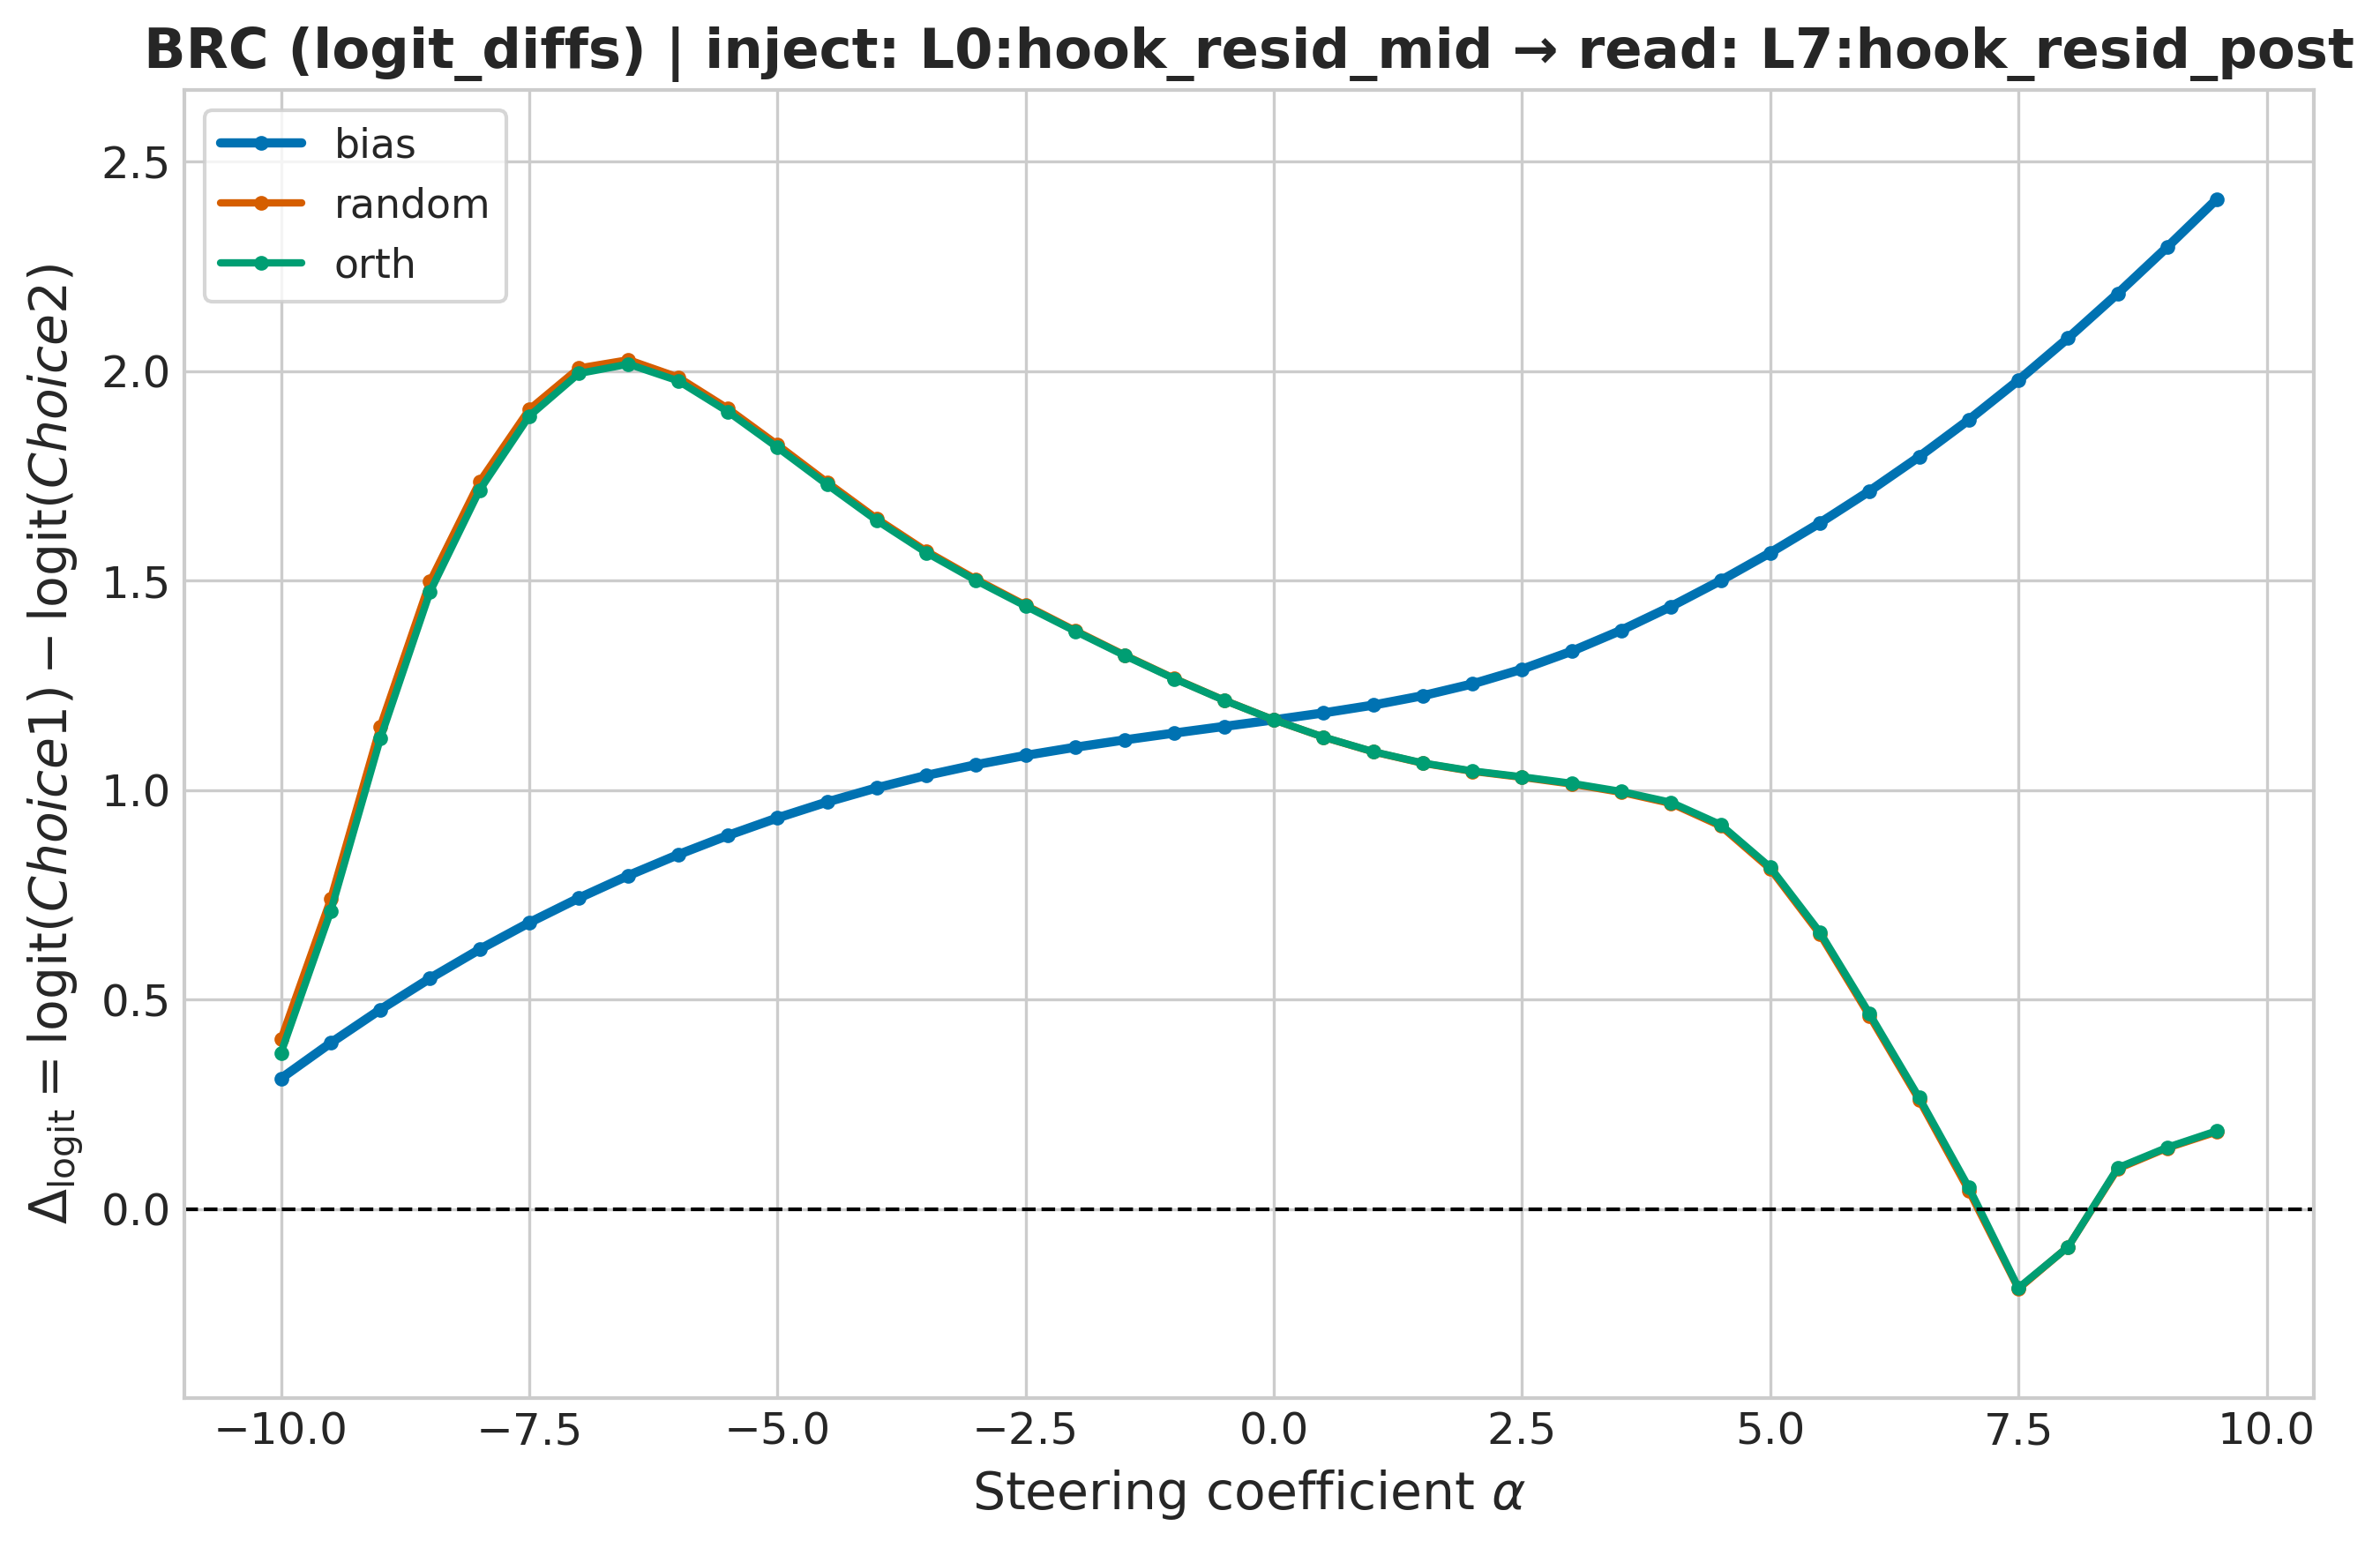 BRC (logit_diffs) | inject: L0:hook_resid_mid → read: L7:hook_resid_post
bias
random
orth
Δlogit = logit(Choice1) − logit(Choice2)
2.5
2.0
1.5
1.0
0.5
0.0
−10.0 −7.5 −5.0 −2.5 0.0 2.5 5.0 7.5 10.0
Steering coefficient α